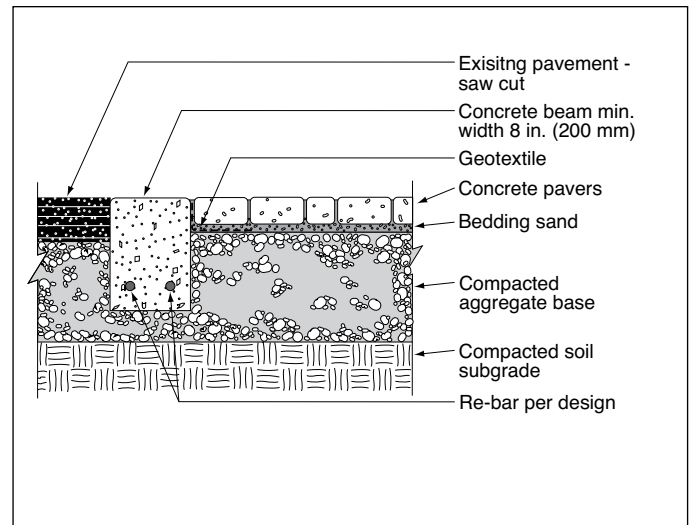 Exisitng pavement -
saw cut
Concrete beam min.
width 8 in. (200 mm)
Geotextile
Concrete pavers
Bedding sand
Compacted
aggregate base
Compacted soil
subgrade
Re-bar per design